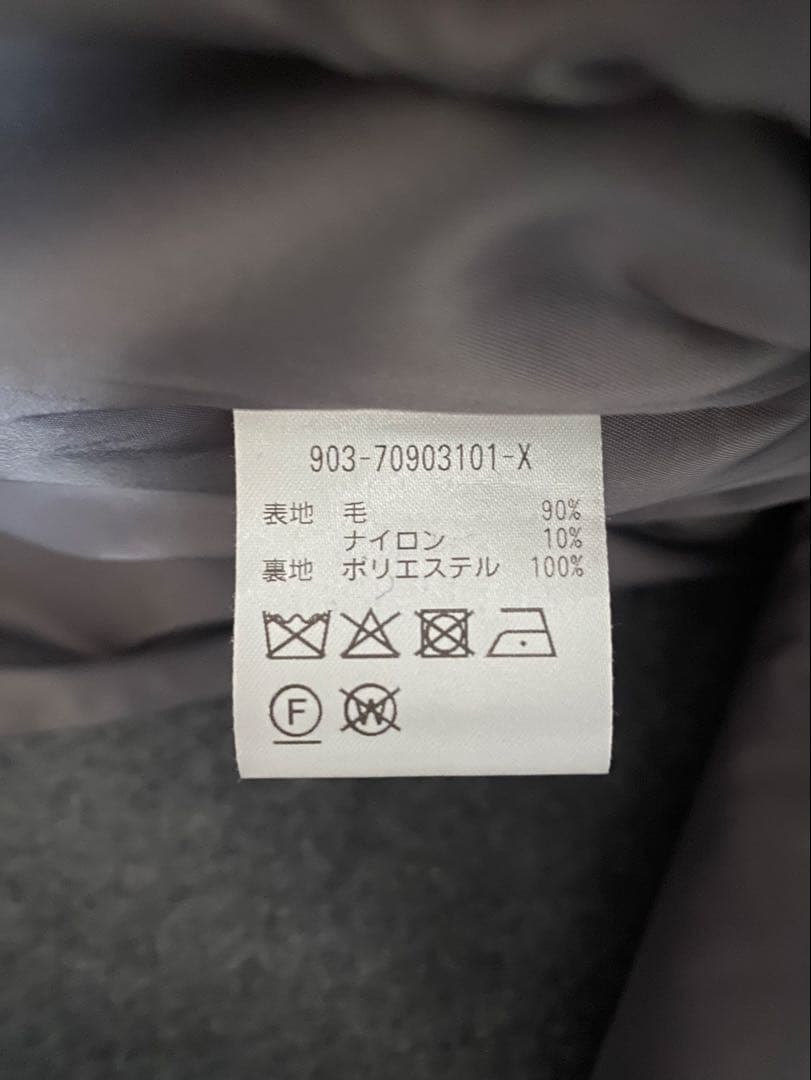 903-70903101-X
表地 毛 90%
ナイロン 10%
裏地 ポリエステル 100%
F W